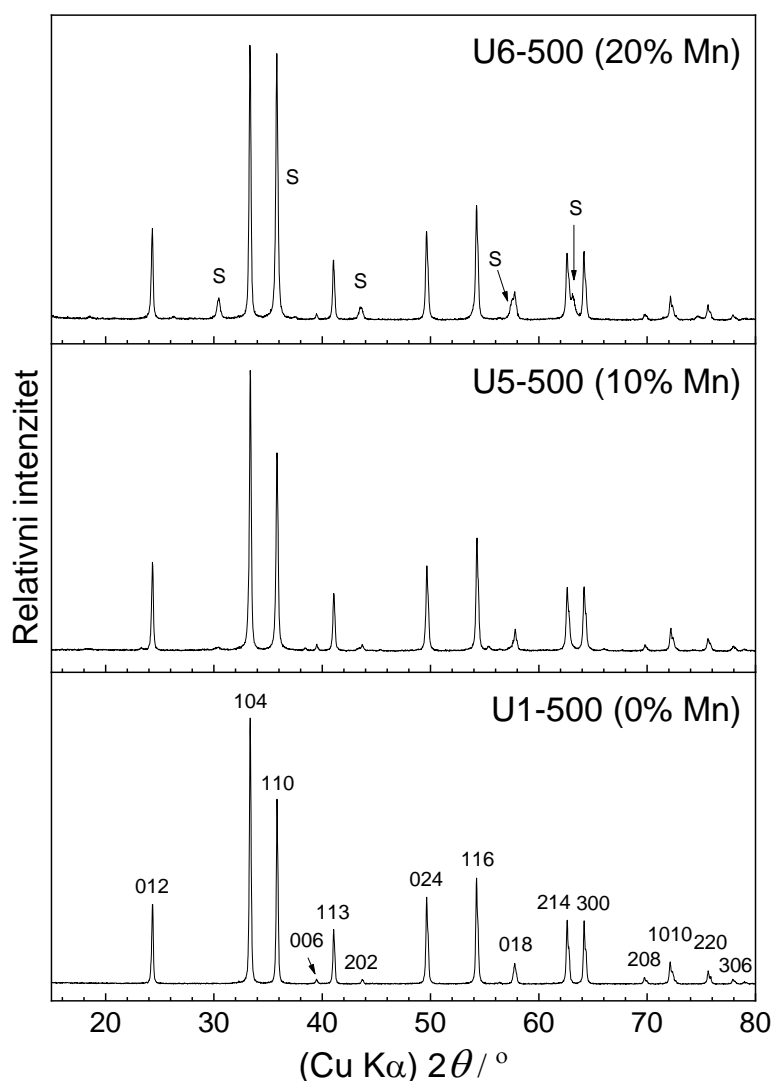 U6-500 (20% Mn)
S
S
S
S
S
U5-500 (10% Mn)
Relativni intenzitet
U1-500 (0% Mn)
104
110
012
006
113
202
024
116
018
214
300
208
1010
220
306
20 30 40 50 60 70 80
(Cu Kα) 2θ / °